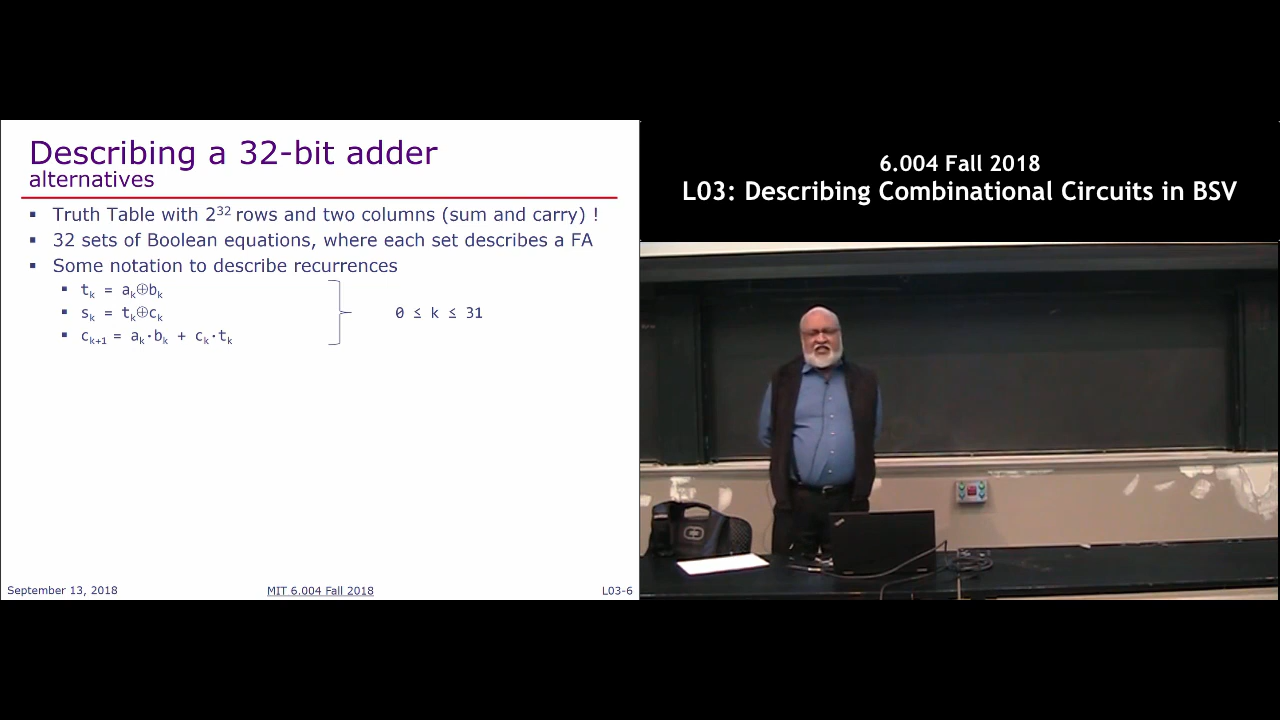 Describing a 32-bit adder
alternatives
▪ Truth Table with 2³² rows and two columns (sum and carry) !
▪ 32 sets of Boolean equations, where each set describes a FA
▪ Some notation to describe recurrences
▪ tₖ = aₖ⊕bₖ
▪ sₖ = tₖ⊕cₖ
0 ≤ k ≤ 31
▪ cₖ₊₁ = aₖ·bₖ + cₖ·tₖ
September 13, 2018
MIT 6.004 Fall 2018
L03-6
6.004 Fall 2018
L03: Describing Combinational Circuits in BSV